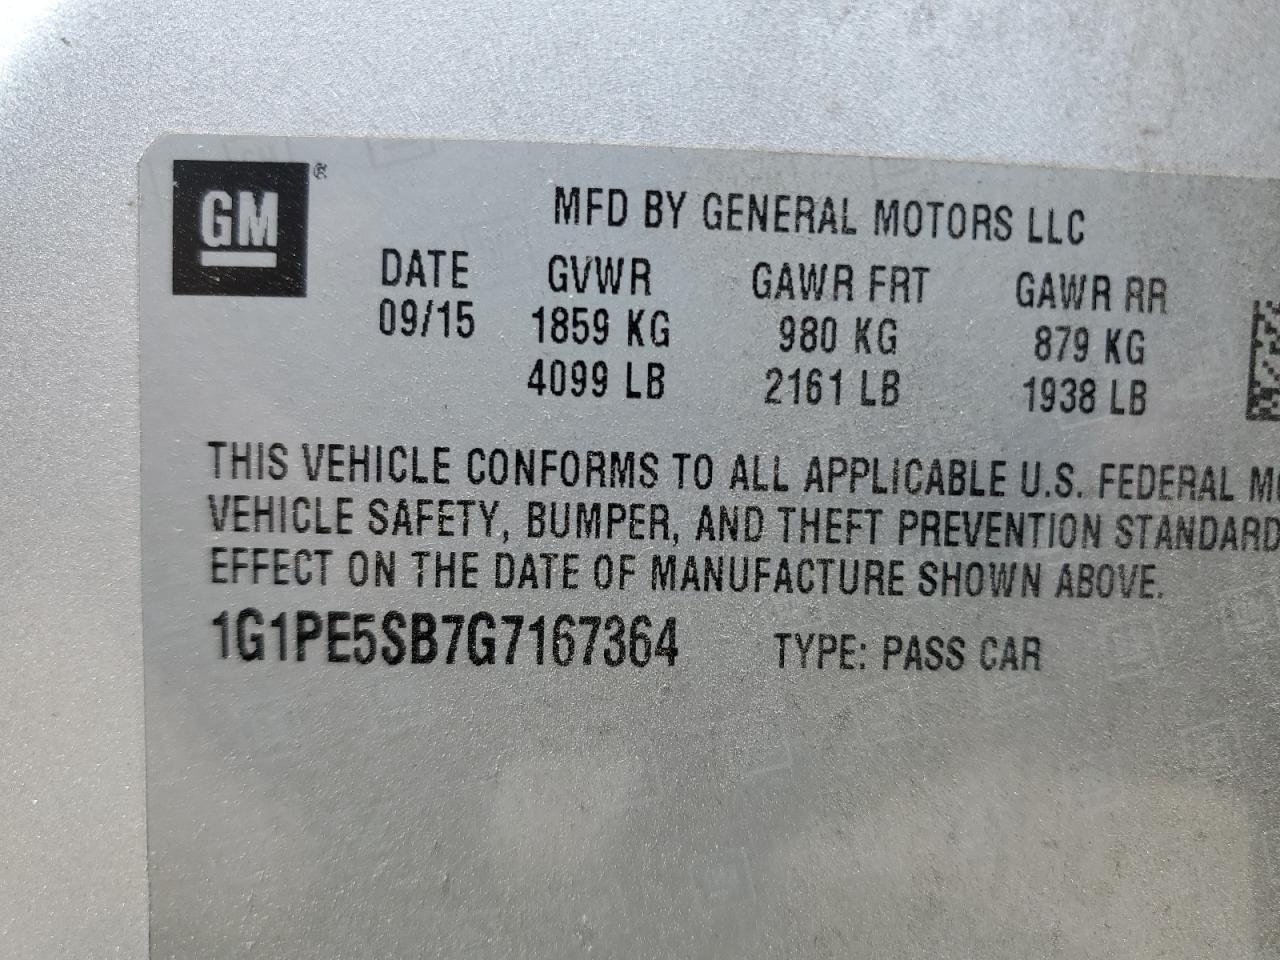 GM ®
MFD BY GENERAL MOTORS LLC
DATE GVWR GAWR FRT GAWR RR
09/15 1859 KG 980 KG 879 KG
4099 LB 2161 LB 1938 LB
THIS VEHICLE CONFORMS TO ALL APPLICABLE U.S. FEDERAL
VEHICLE SAFETY, BUMPER, AND THEFT PREVENTION STANDARD
EFFECT ON THE DATE OF MANUFACTURE SHOWN ABOVE.
1G1PE5SB7G7167364 TYPE: PASS CAR